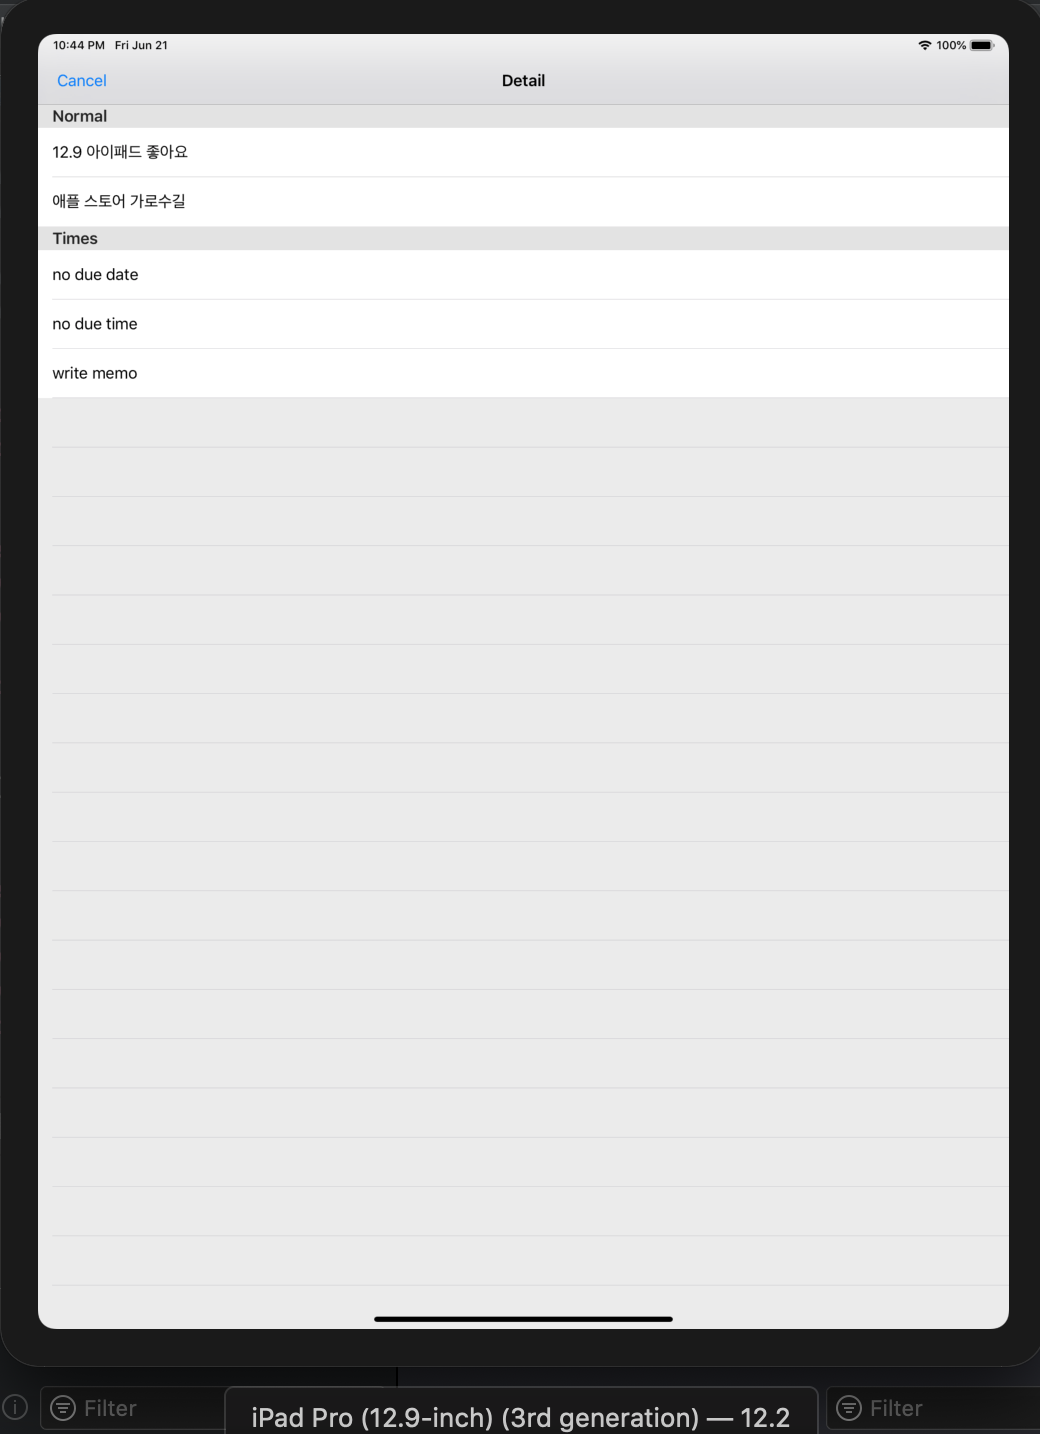 10:44 PM Fri Jun 21
100%
Cancel
Detail
Normal
12.9 아이패드 좋아요
애플 스토어 가로수길
Times
no due date
no due time
write memo
Filter
iPad Pro (12.9-inch) (3rd generation) — 12.2
Filter